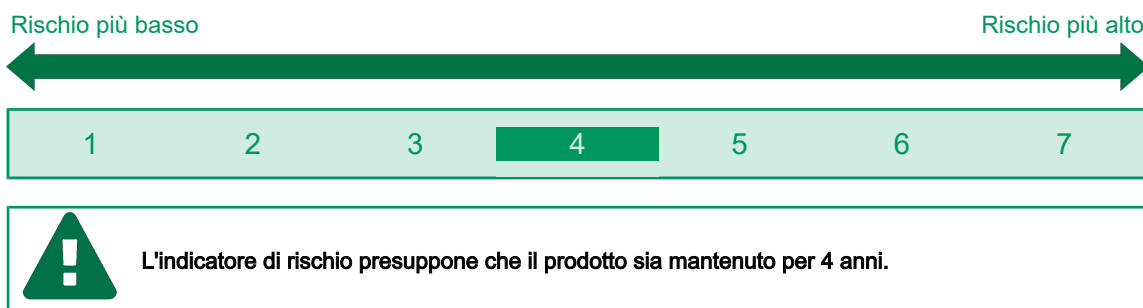 Rischio più basso Rischio più alto
1 2 3 4 5 6 7
L'indicatore di rischio presuppone che il prodotto sia mantenuto per 4 anni.